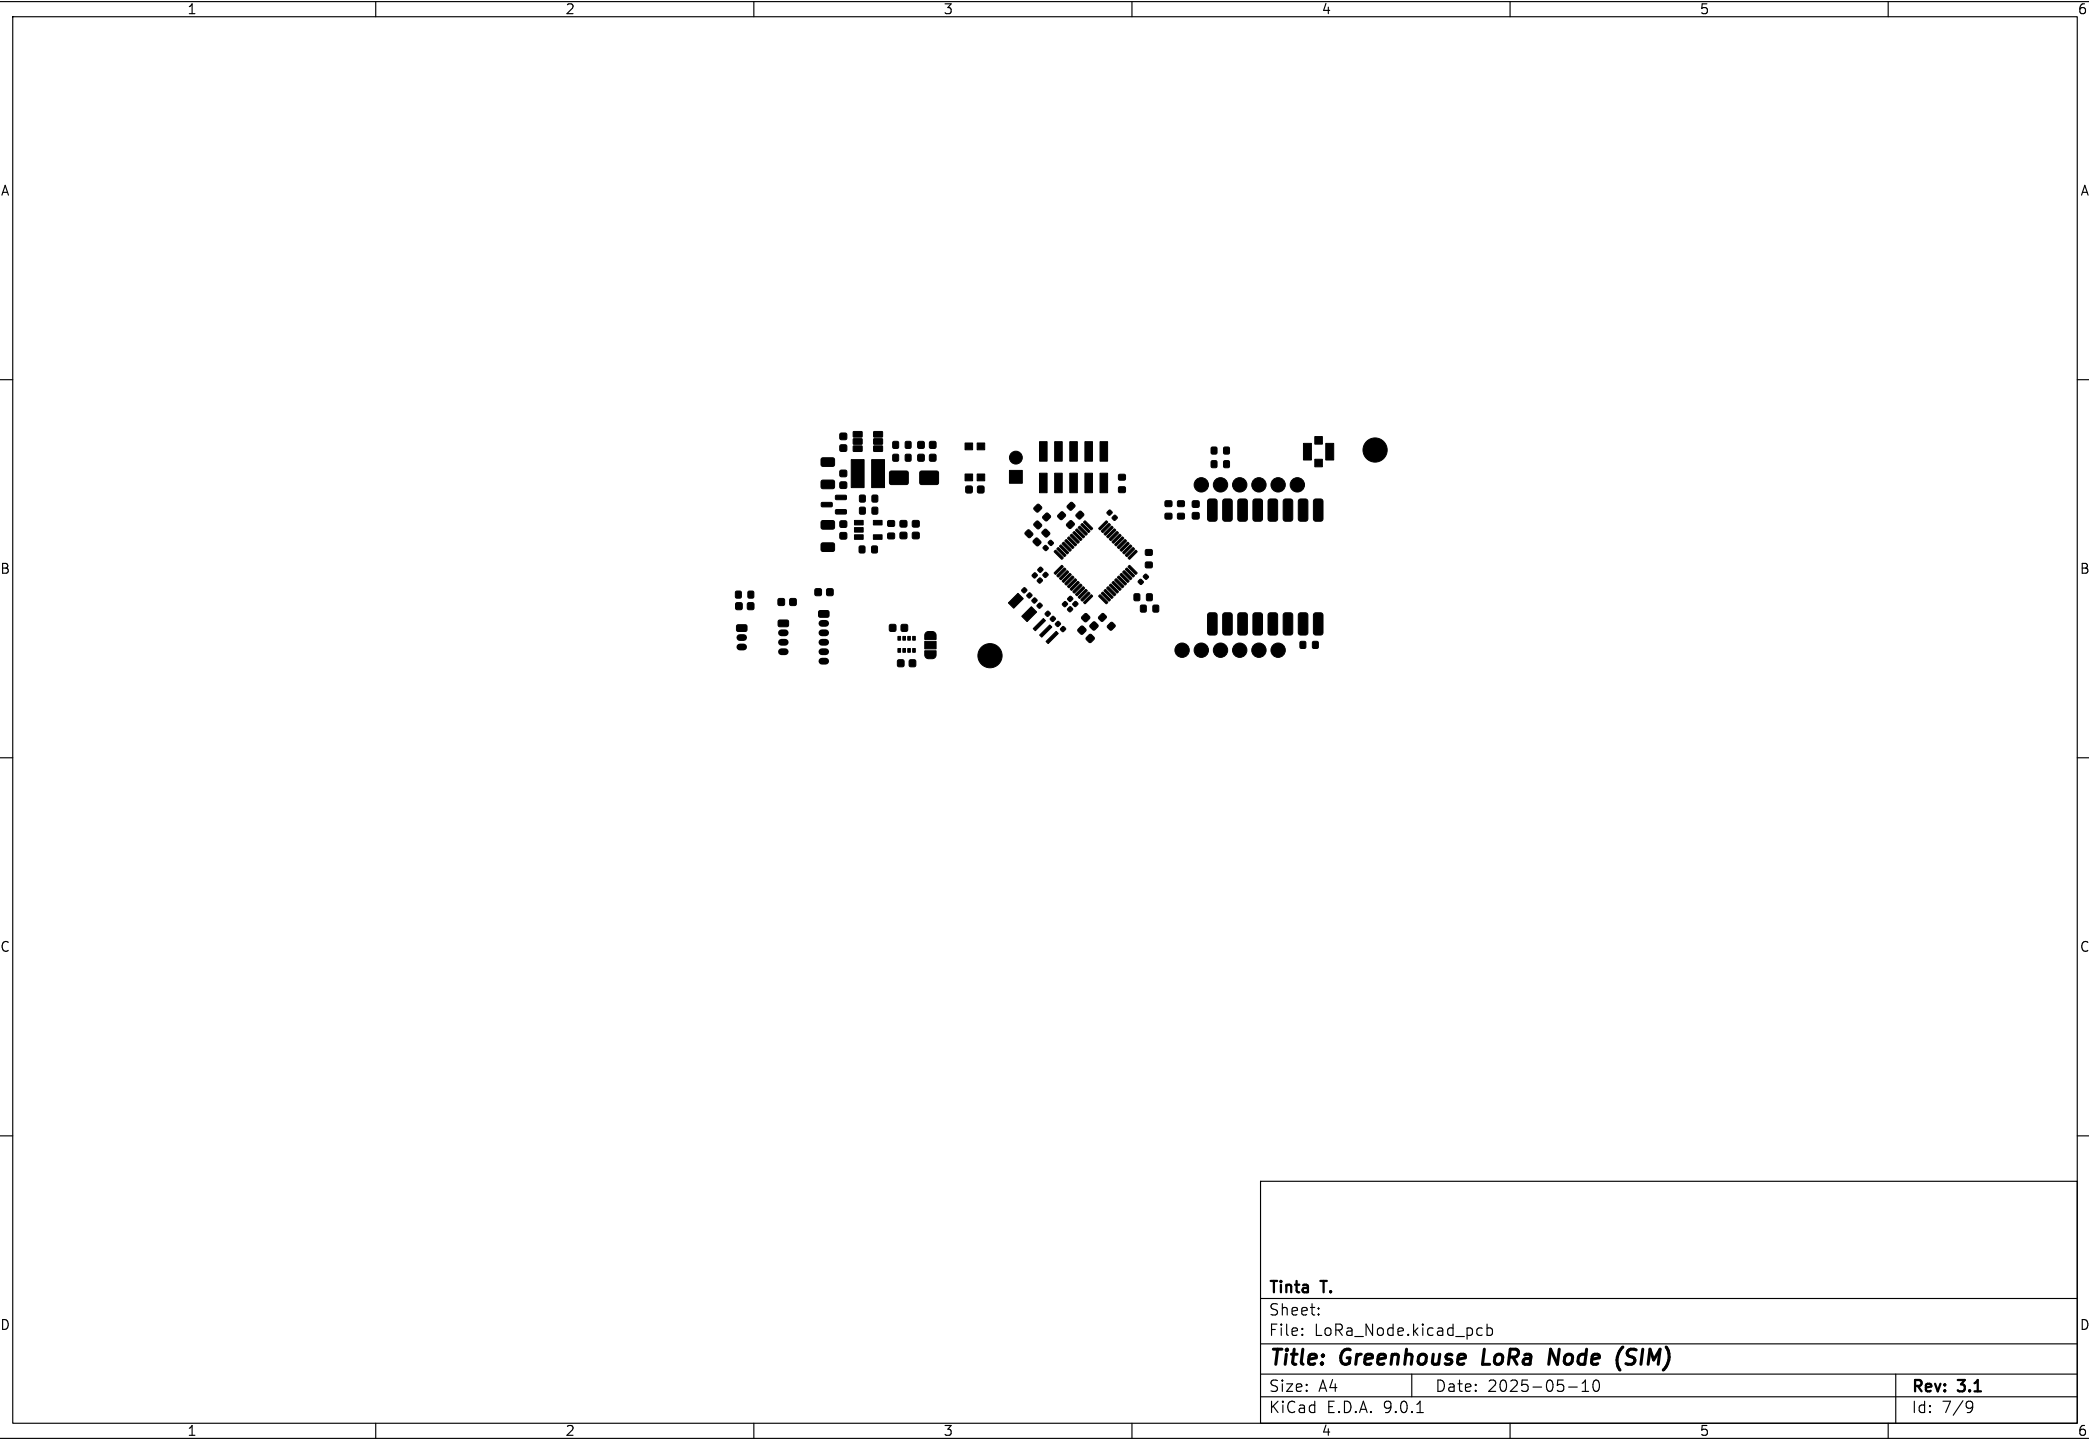 1 2 3 4 5 6
A A
B B
C C
Tinta T.
Sheet:
D D
File: LoRa_Node.kicad_pcb
Title: Greenhouse LoRa Node (SIM)
Size: A4 Date: 2025-05-10 Rev: 3.1
KiCad E.D.A. 9.0.1 Id: 7/9
1 2 3 4 5 6